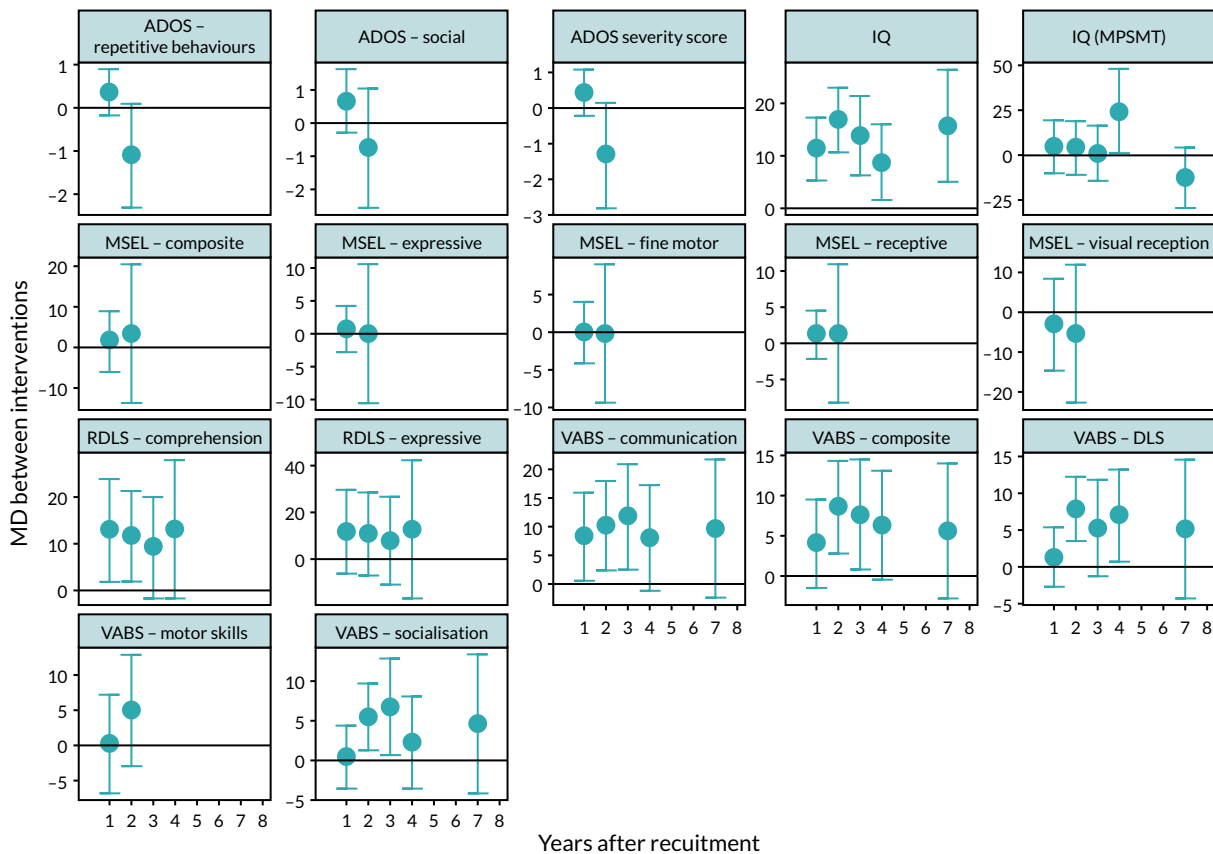 ADOS –
repetitive behaviours
ADOS – social
ADOS severity score
IQ
IQ (MPSMT)
1
0
−1
−2
1
0
−1
−2
1
0
−1
−2
−3
20
10
0
50
25
0
−25
MSEL – composite
MSEL – expressive
MSEL – fine motor
MSEL – receptive
MSEL – visual reception
20
10
0
−10
10
5
0
−5
−10
5
0
−5
−10
10
5
0
−5
10
0
−10
−20
MD between interventions
RDLS – comprehension
RDLS – expressive
VABS – communication
VABS – composite
VABS – DLS
20
10
0
40
20
0
20
15
10
5
0
15
10
5
0
15
10
5
0
−5
1 2 3 4 5 6 7 8
1 2 3 4 5 6 7 8
1 2 3 4 5 6 7 8
VABS – motor skills
VABS – socialisation
10
5
0
−5
10
5
0
−5
1 2 3 4 5 6 7 8
1 2 3 4 5 6 7 8
Years after recuitment